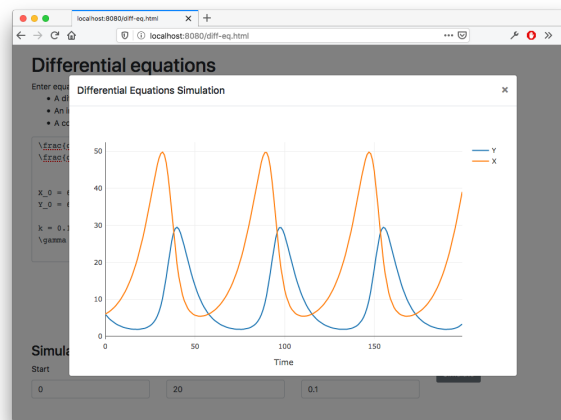 localhost:8080/diff-eq.html
localhost:8080/diff-eq.html
Differential equations
Enter equa
Differential Equations Simulation
A di
An i
A co
\frac{
\frac{
X_0 =
Y_0 =
k = 0.1
\gamma
50
40
30
20
10
0
0
50
100
150
Time
Y
X
Simula
Start
0
20
0.1